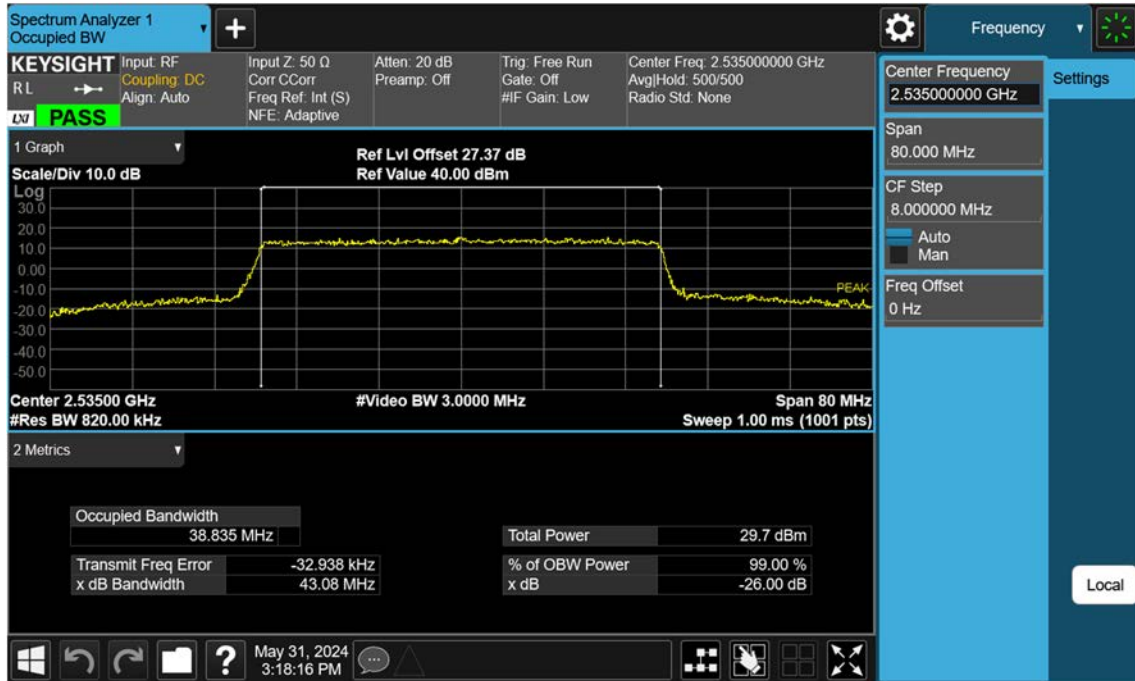 Spectrum Analyzer 1
Occupied BW
+
Frequency
KEYSIGHT
RL
LXI PASS
Input: RF
Coupling: DC
Align: Auto
Input Z: 50 Ω
Corr CCorr
Freq Ref: Int (S)
NFE: Adaptive
Atten: 20 dB
Preamp: Off
Trig: Free Run
Gate: Off
#IF Gain: Low
Center Freq: 2.535000000 GHz
Avg|Hold: 500/500
Radio Std: None
Center Frequency
2.535000000 GHz
Settings
Span
80.000 MHz
CF Step
8.000000 MHz
Auto
Man
Freq Offset
0 Hz
1 Graph
Scale/Div 10.0 dB
Ref Lvl Offset 27.37 dB
Ref Value 40.00 dBm
Log
30.0
20.0
10.0
0.00
-10.0
-20.0
-30.0
-40.0
-50.0
PEAK
Center 2.53500 GHz
#Res BW 820.00 kHz
#Video BW 3.0000 MHz
Span 80 MHz
Sweep 1.00 ms (1001 pts)
2 Metrics
Occupied Bandwidth
38.835 MHz
Total Power 29.7 dBm
Transmit Freq Error -32.938 kHz
% of OBW Power 99.00 %
x dB Bandwidth 43.08 MHz
x dB -26.00 dB
Local
?
May 31, 2024
3:18:16 PM